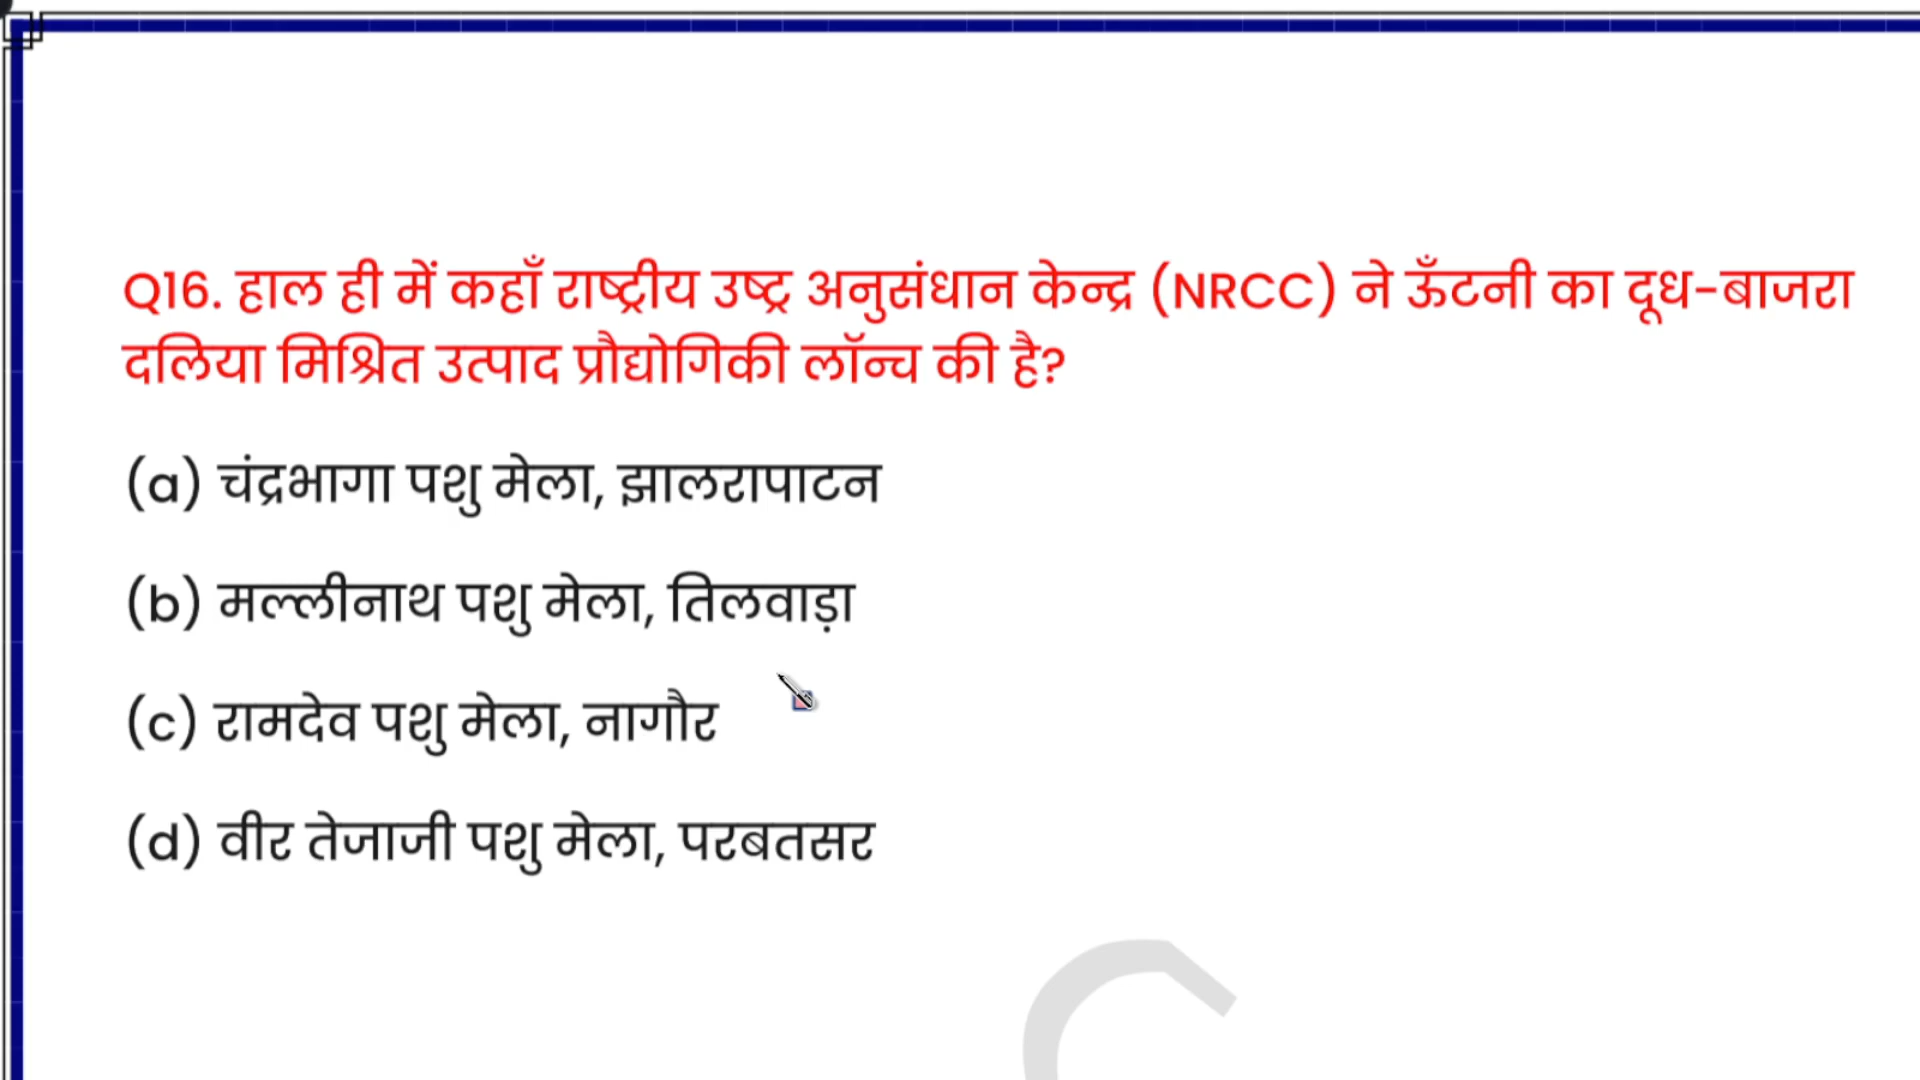 Q16. हाल ही में कहाँ राष्ट्रीय उष्ट्र अनुसंधान केन्द्र (NRCC) ने ऊँटनी का दूध-बाजरा
दलिया मिश्रित उत्पाद प्रौद्योगिकी लॉन्च की है?
(a) चंद्रभागा पशु मेला, झालरापाटन
(b) मल्लीनाथ पशु मेला, तिलवाड़ा
(c) रामदेव पशु मेला, नागौर
(d) वीर तेजाजी पशु मेला, परबतसर